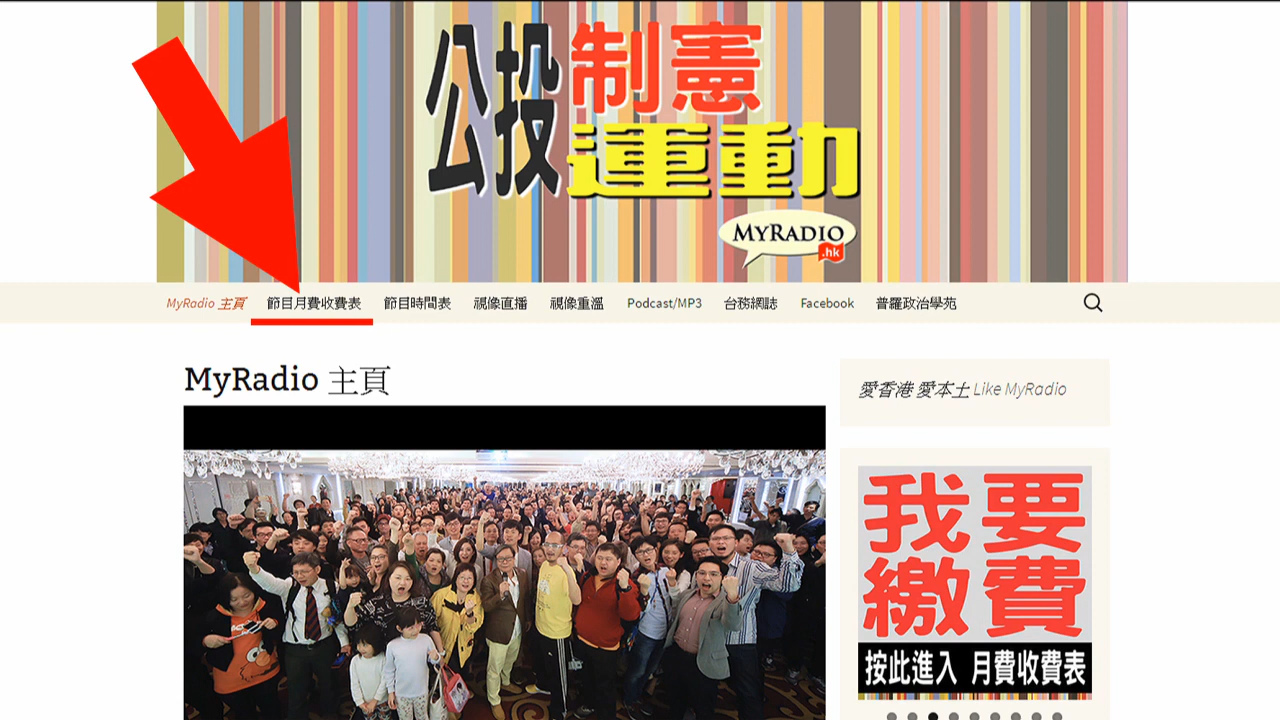 公投制憲
運動
MYRADIO
.hk
MyRadio 主頁 節目月費收費表 節目時間表 視像直播 視像重溫 Podcast/MP3 台務網誌 Facebook 普羅政治學苑
MyRadio 主頁
愛香港 愛本土 Like MyRadio
我要
繳費
按此進入 月費收費表